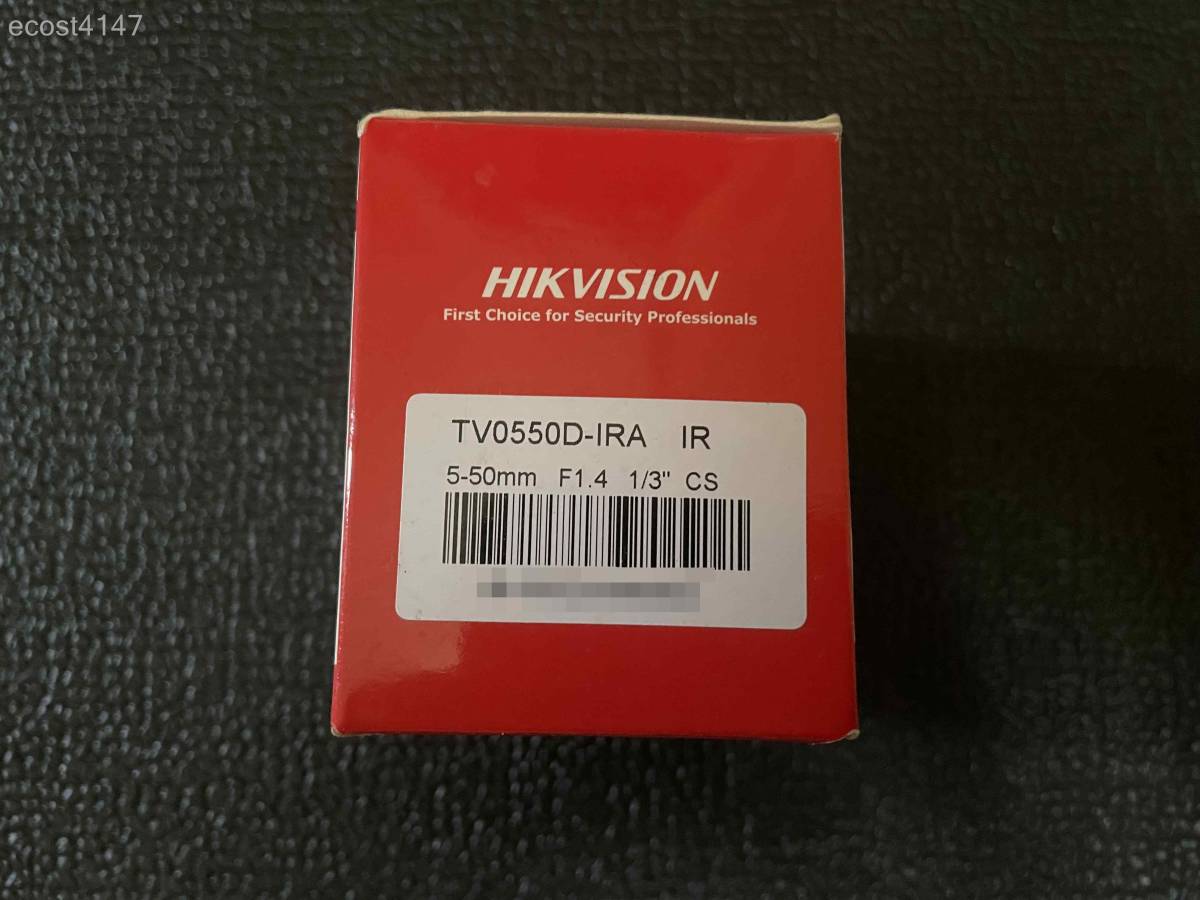 ecost4147
HIKVISION
First Choice for Security Professionals
TV0550D-IRA IR
5-50mm F1.4 1/3" CS